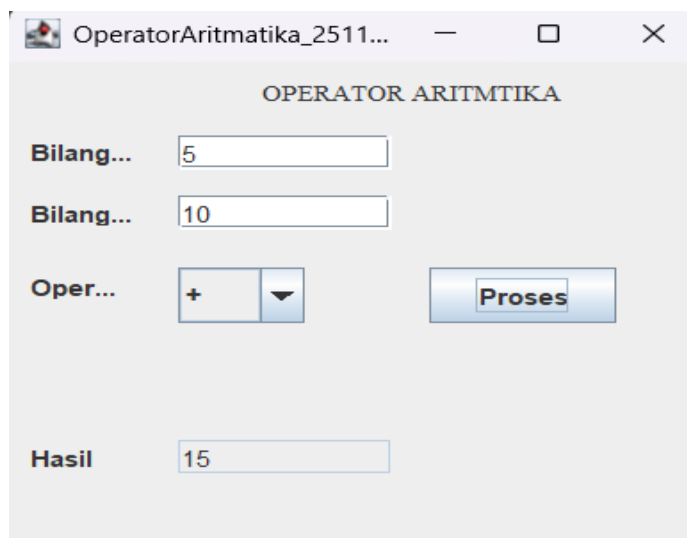 OperatorAritmatika_2511...
OPERATOR ARITMTIKA
Bilang... 5
Bilang... 10
Oper... + Proses
Hasil 15